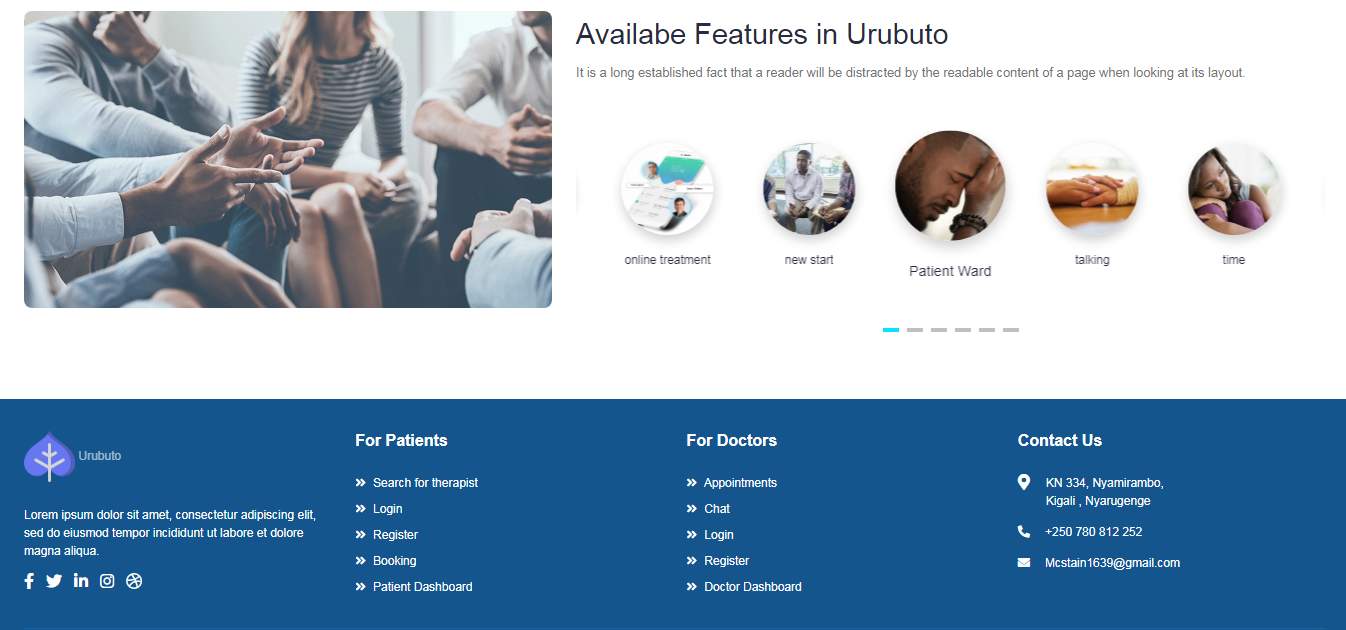 Availabe Features in Urubuto
It is a long established fact that a reader will be distracted by the readable content of a page when looking at its layout.
online treatment
new start
Patient Ward
talking
time
Urubuto
Lorem ipsum dolor sit amet, consectetur adipiscing elit,
sed do eiusmod tempor incididunt ut labore et dolore
magna aliqua.
For Patients
Search for therapist
Login
Register
Booking
Patient Dashboard
For Doctors
Appointments
Chat
Login
Register
Doctor Dashboard
Contact Us
KN 334, Nyamirambo,
Kigali , Nyarugenge
+250 780 812 252
Mcstain1639@gmail.com